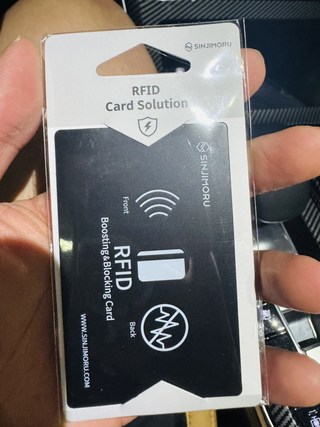 SINJIMORU
RFID
Card Solution
SINJIMORU
Front
RFID
Boosting&Blocking Card
Back
WWW.SINJIMORU.COM